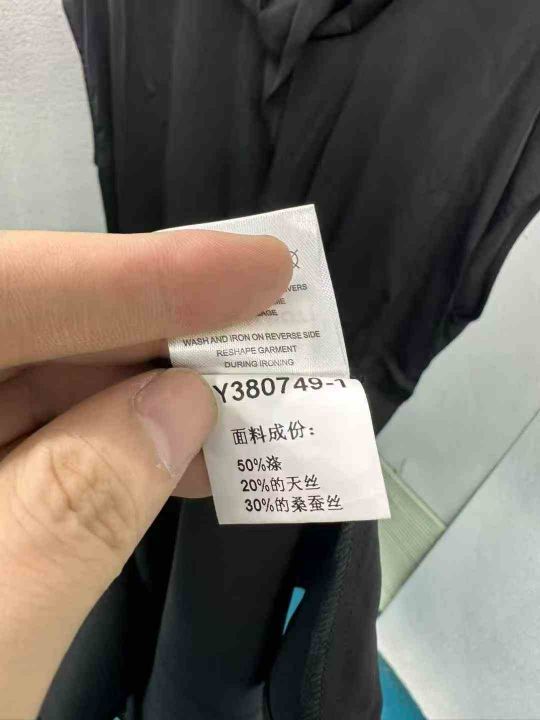 WASH AND IRON ON REVERSE SIDE
RESHAPE GARMENT
DURING IRONING
Y380749-1
面料成份:
50%涤
20%的天丝
30%的桑蚕丝